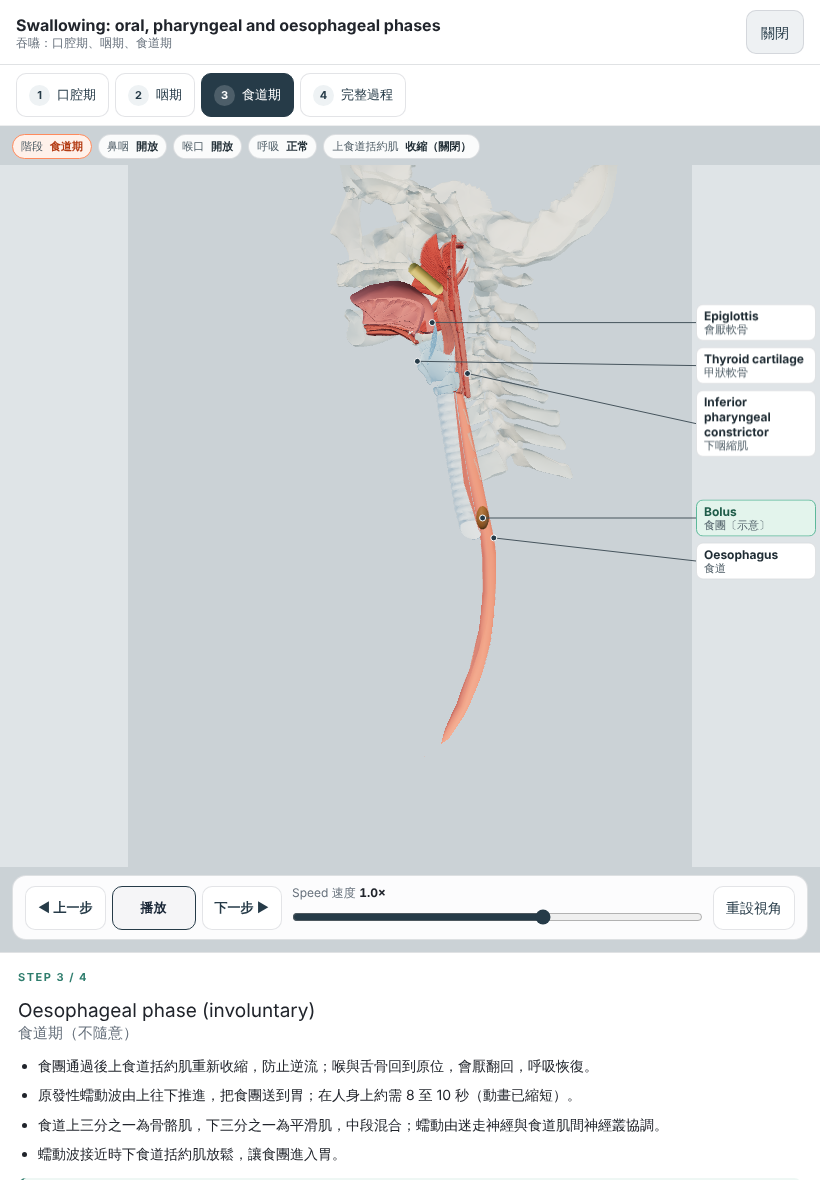 Swallowing: oral, pharyngeal and oesophageal phases
吞嚥：口腔期、咽期、食道期
關閉
1 口腔期
2 咽期
3 食道期
4 完整過程
階段 食道期
鼻咽 開放
喉口 開放
呼吸 正常
上食道括約肌 收縮（關閉）
Epiglottis
會厭軟骨
Thyroid cartilage
甲狀軟骨
Inferior
pharyngeal
constrictor
下咽縮肌
Bolus
食團〔示意〕
Oesophagus
食道
◀ 上一步
播放
下一步 ▶
Speed 速度 1.0×
重設視角
STEP 3 / 4
Oesophageal phase (involuntary)
食道期（不隨意）
• 食團通過後上食道括約肌重新收縮，防止逆流；喉與舌骨回到原位，會厭翻回，呼吸恢復。
• 原發性蠕動波由上往下推進，把食團送到胃；在人身上約需 8 至 10 秒（動畫已縮短）。
• 食道上三分之一為骨骼肌，下三分之一為平滑肌，中段混合；蠕動由迷走神經與食道肌間神經叢協調。
• 蠕動波接近時下食道括約肌放鬆，讓食團進入胃。